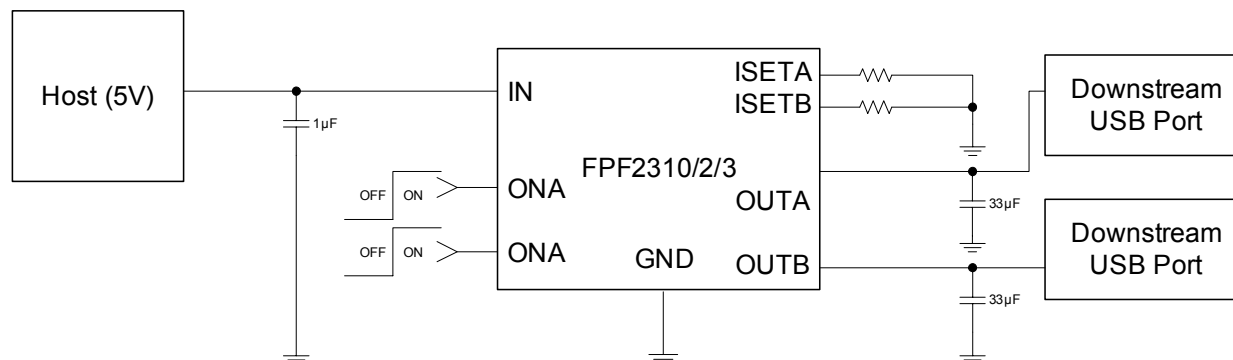 Host (5V)
1µF
IN
OFF ON
ONA
OFF ON
ONA
FPF2310/2/3
GND
ISETA
ISETB
OUTA
OUTB
33µF
33µF
Downstream
USB Port
Downstream
USB Port